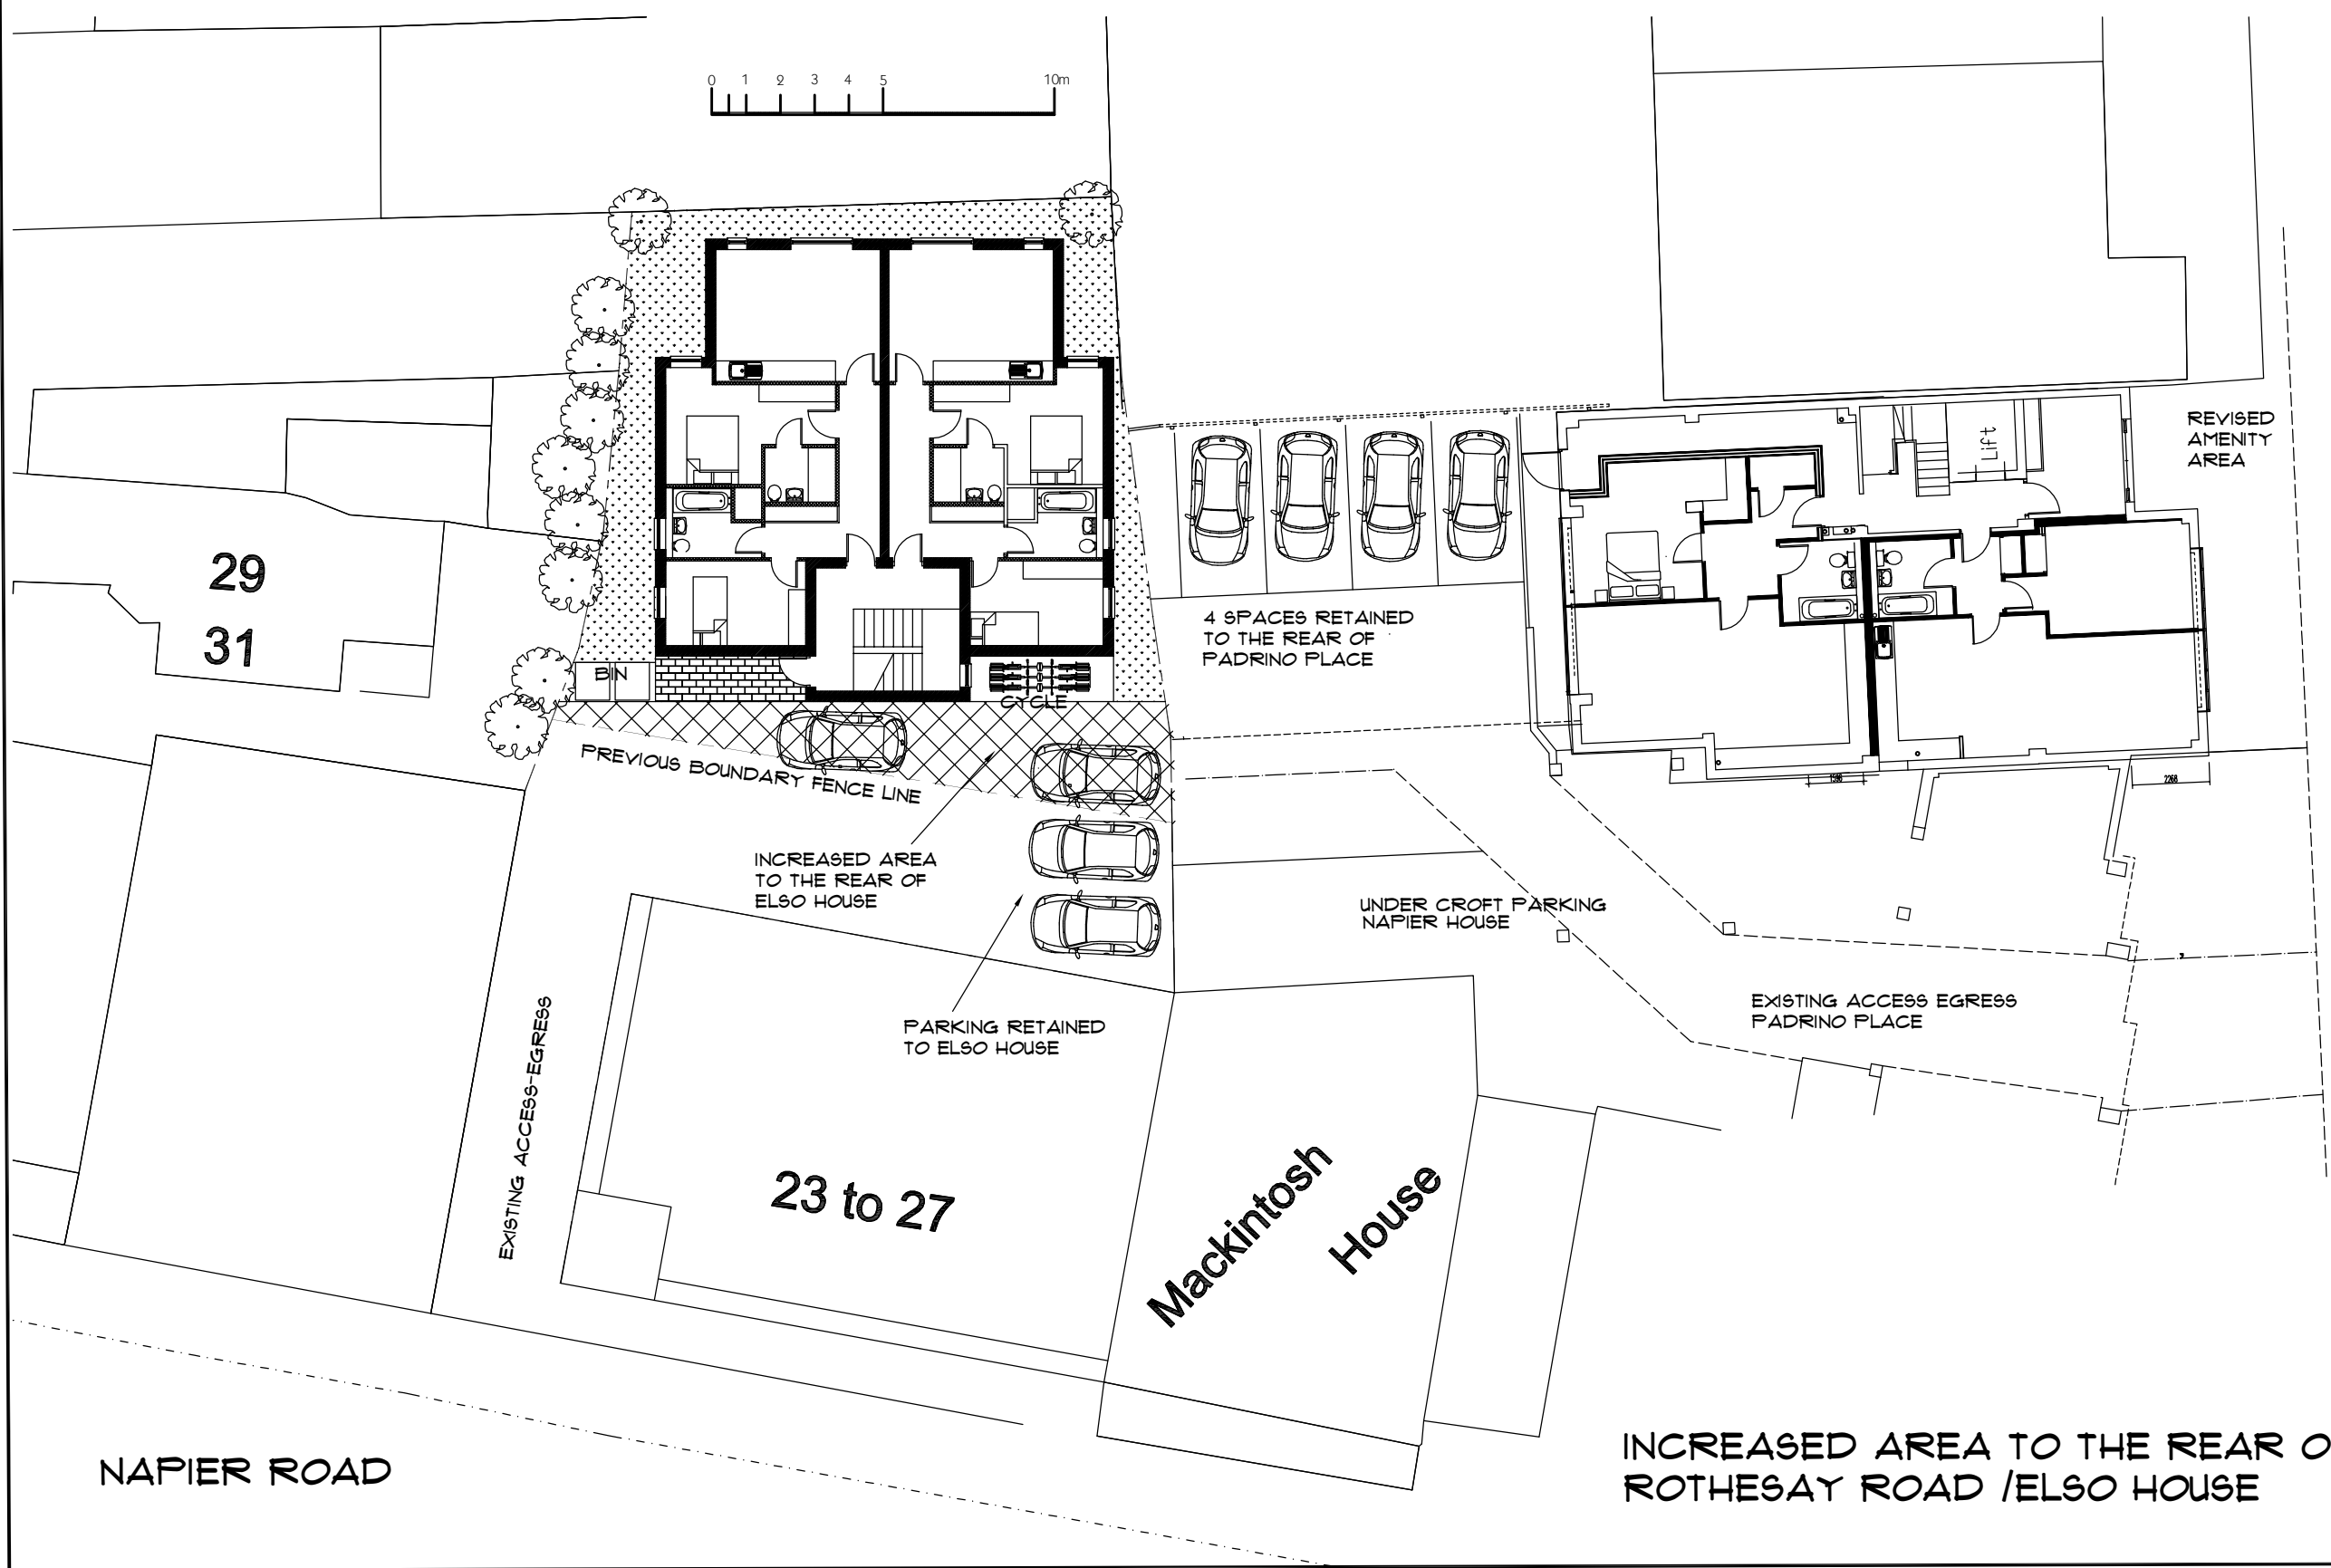 0 1 2 3 4 5 10m
REVISED
AMENITY
AREA
Lift
29
31
4 SPACES RETAINED
TO THE REAR OF
PADRINO PLACE
BIN
CYCLE
PREVIOUS BOUNDARY FENCE LINE
1598
2268
INCREASED AREA
TO THE REAR OF
ELSO HOUSE
UNDER CROFT PARKING
NAPIER HOUSE
EXISTING ACCESS-EGRESS
PARKING RETAINED
TO ELSO HOUSE
EXISTING ACCESS EGRESS
PADRINO PLACE
23 to 27
Mackintosh
House
NAPIER ROAD
INCREASED AREA TO THE REAR O
ROTHESAY ROAD /ELSO HOUSE